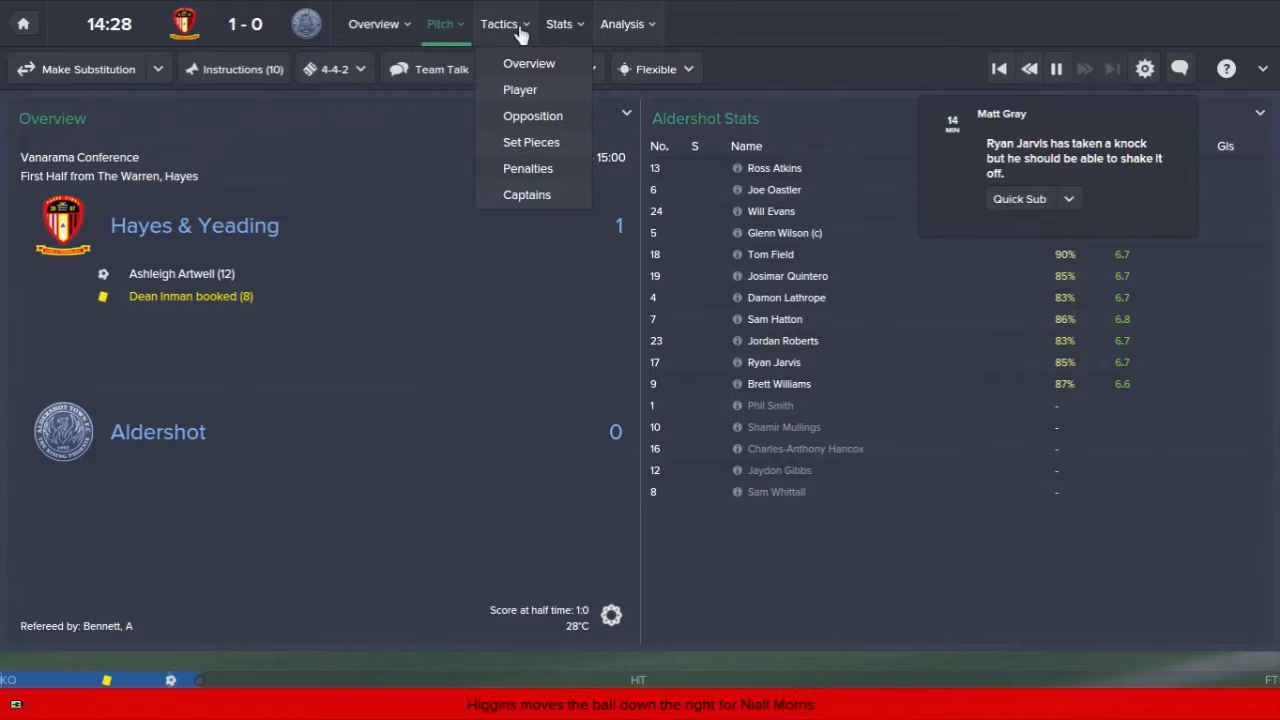 14:28
1 - 0
Overview
Pitch
Tactics
Stats
Analysis
Make Substitution
Instructions (10)
4-4-2
Team Talk
Flexible
Overview
Player
Opposition
Set Pieces
Penalties
Captains
Overview
Vanarama Conference
15:00
First Half from The Warren, Hayes
Hayes & Yeading 1
Ashleigh Artwell (12)
Dean Inman booked (8)
Aldershot 0
Score at half time: 1:0
28°C
Refereed by: Bennett, A
Aldershot Stats
No. S Name Gls
13 Ross Atkins
6 Joe Oastler
24 Will Evans
5 Glenn Wilson (c)
18 Tom Field 90% 6.7
19 Josimar Quintero 85% 6.7
4 Damon Lathrope 83% 6.7
7 Sam Hatton 86% 6.8
23 Jordan Roberts 83% 6.7
17 Ryan Jarvis 85% 6.7
9 Brett Williams 87% 6.6
1 Phil Smith -
10 Shamir Mullings -
16 Charles-Anthony Hancox -
12 Jaydon Gibbs -
8 Sam Whittall -
14
MIN
Matt Gray
Ryan Jarvis has taken a knock
but he should be able to shake it
off.
Quick Sub
KO
HT
FT
Higgins moves the ball down the right for Niall Morris